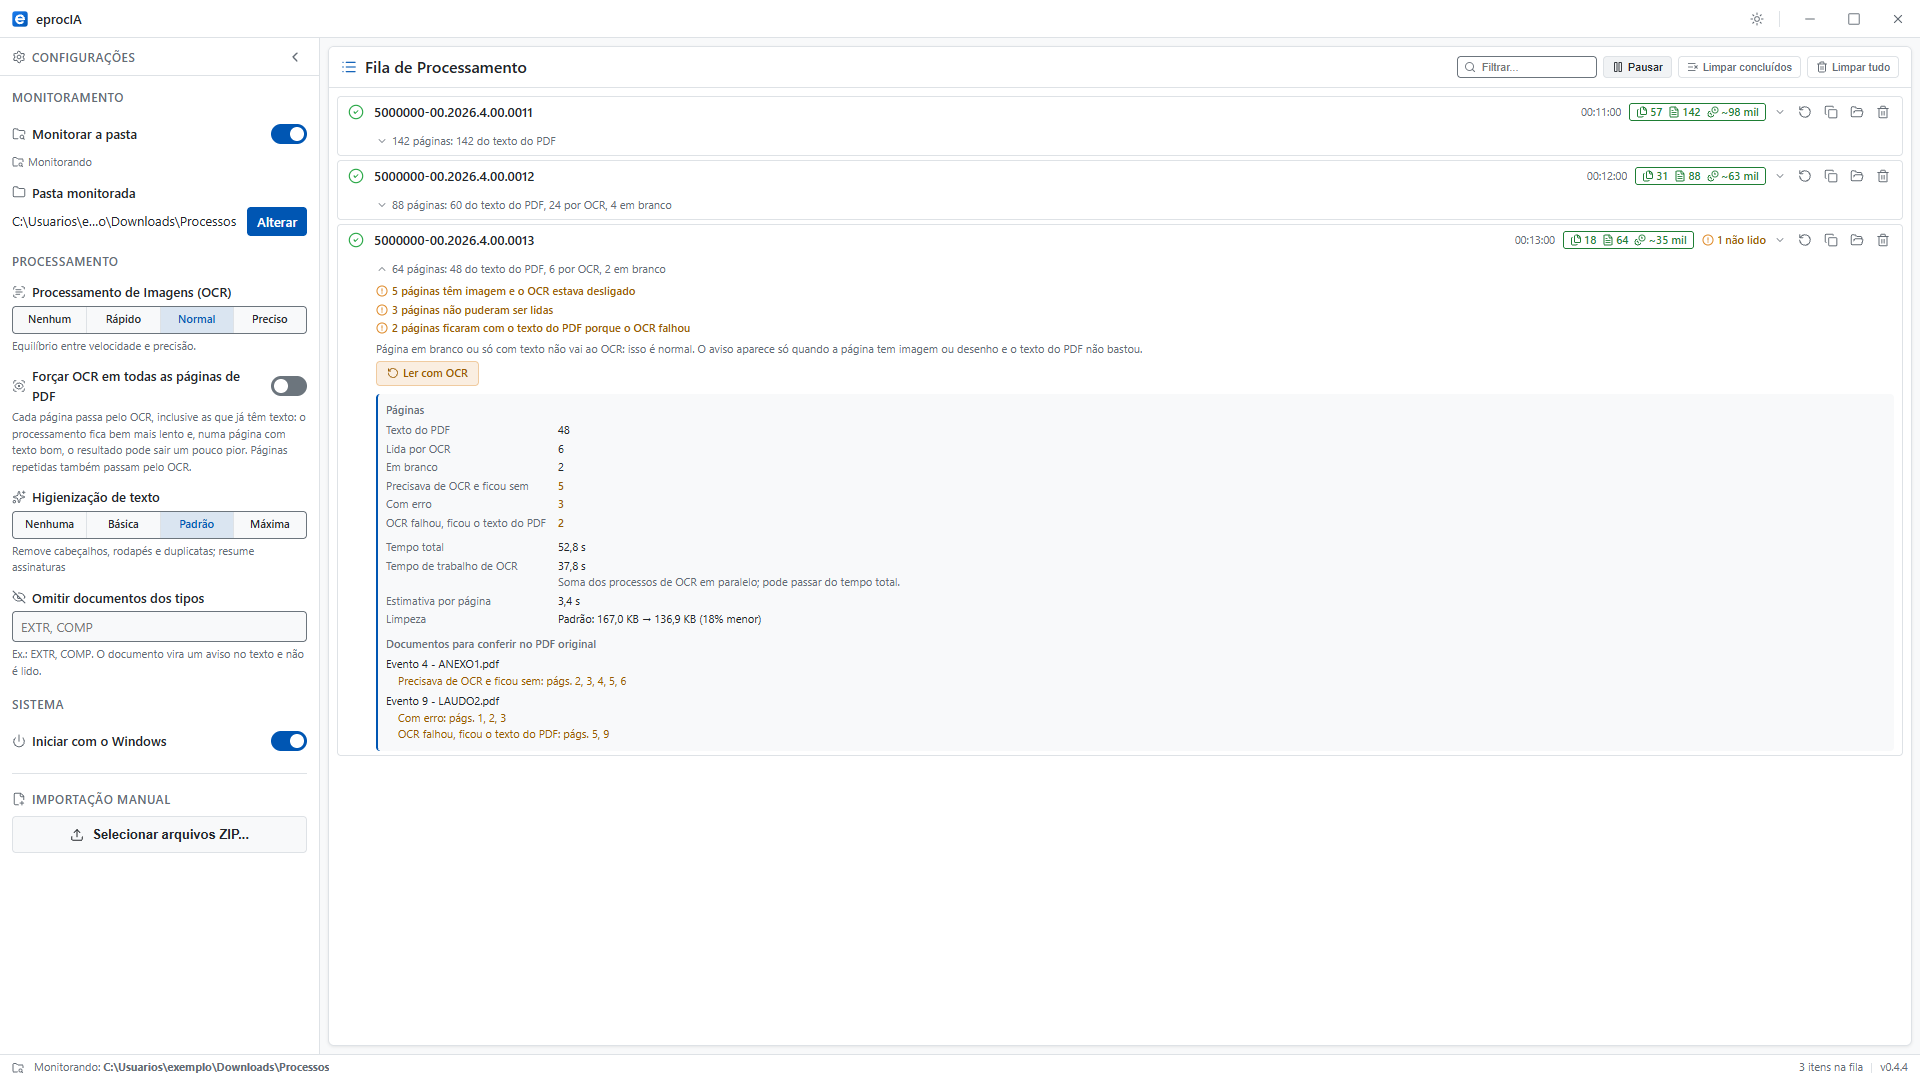 eprocIA
CONFIGURAÇÕES
MONITORAMENTO
Monitorar a pasta
Monitorando
Pasta monitorada
C:\Usuarios\e...o\Downloads\Processos
Alterar
PROCESSAMENTO
Processamento de Imagens (OCR)
Nenhum Rápido Normal Preciso
Equilíbrio entre velocidade e precisão.
Forçar OCR em todas as páginas de
PDF
Cada página passa pelo OCR, inclusive as que já têm texto: o
processamento fica bem mais lento e, numa página com
texto bom, o resultado pode sair um pouco pior. Páginas
repetidas também passam pelo OCR.
Higienização de texto
Nenhuma Básica Padrão Máxima
Remove cabeçalhos, rodapés e duplicatas; resume
assinaturas
Omitir documentos dos tipos
EXTR, COMP
Ex.: EXTR, COMP. O documento vira um aviso no texto e não
é lido.
SISTEMA
Iniciar com o Windows
IMPORTAÇÃO MANUAL
Selecionar arquivos ZIP...
Fila de Processamento
Filtrar... Pausar Limpar concluídos Limpar tudo
5000000-00.2026.4.00.0011 00:11:00 57 142 ~98 mil
142 páginas: 142 do texto do PDF
5000000-00.2026.4.00.0012 00:12:00 31 88 ~63 mil
88 páginas: 60 do texto do PDF, 24 por OCR, 4 em branco
5000000-00.2026.4.00.0013 00:13:00 18 64 ~35 mil 1 não lido
64 páginas: 48 do texto do PDF, 6 por OCR, 2 em branco
5 páginas têm imagem e o OCR estava desligado
3 páginas não puderam ser lidas
2 páginas ficaram com o texto do PDF porque o OCR falhou
Página em branco ou só com texto não vai ao OCR: isso é normal. O aviso aparece só quando a página tem imagem ou desenho e o texto do PDF não bastou.
Ler com OCR
Páginas
Texto do PDF 48
Lida por OCR 6
Em branco 2
Precisava de OCR e ficou sem 5
Com erro 3
OCR falhou, ficou o texto do PDF 2
Tempo total 52,8 s
Tempo de trabalho de OCR 37,8 s
Soma dos processos de OCR em paralelo; pode passar do tempo total.
Estimativa por página 3,4 s
Limpeza Padrão: 167,0 KB → 136,9 KB (18% menor)
Documentos para conferir no PDF original
Evento 4 - ANEXO1.pdf
Precisava de OCR e ficou sem: págs. 2, 3, 4, 5, 6
Evento 9 - LAUDO2.pdf
Com erro: págs. 1, 2, 3
OCR falhou, ficou o texto do PDF: págs. 5, 9
Monitorando: C:\Usuarios\exemplo\Downloads\Processos
3 itens na fila v0.4.4